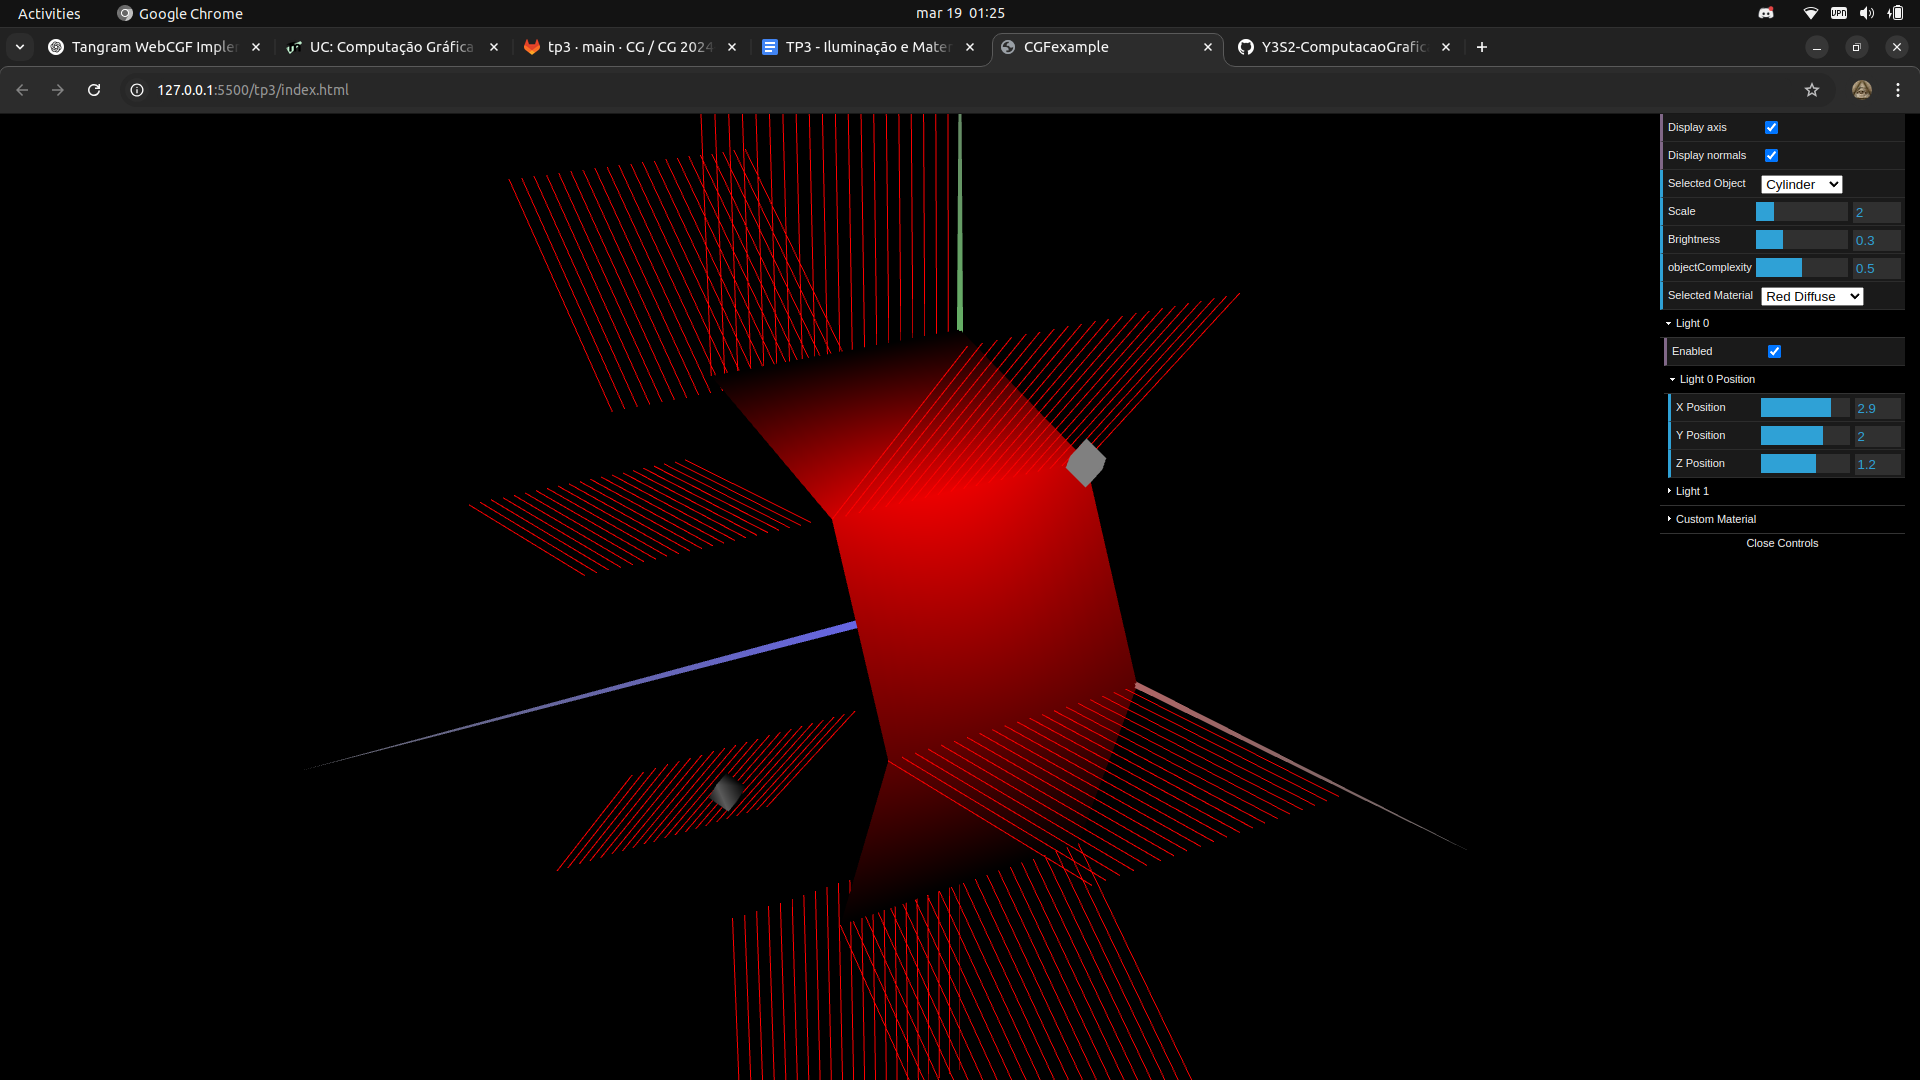 Activities
Google Chrome
mar 19 01:25
VPN
Tangram WebCGF Impler
UC: Computação Gráfica
tp3 · main · CG / CG 2024
TP3 - Iluminação e Mater
CGFexample
Y3S2-ComputacaoGrafic
127.0.0.1:5500/tp3/index.html
Display axis
Display normals
Selected Object Cylinder
Scale 2
Brightness 0.3
objectComplexity 0.5
Selected Material Red Diffuse
Light 0
Enabled
Light 0 Position
X Position 2.9
Y Position 2
Z Position 1.2
Light 1
Custom Material
Close Controls